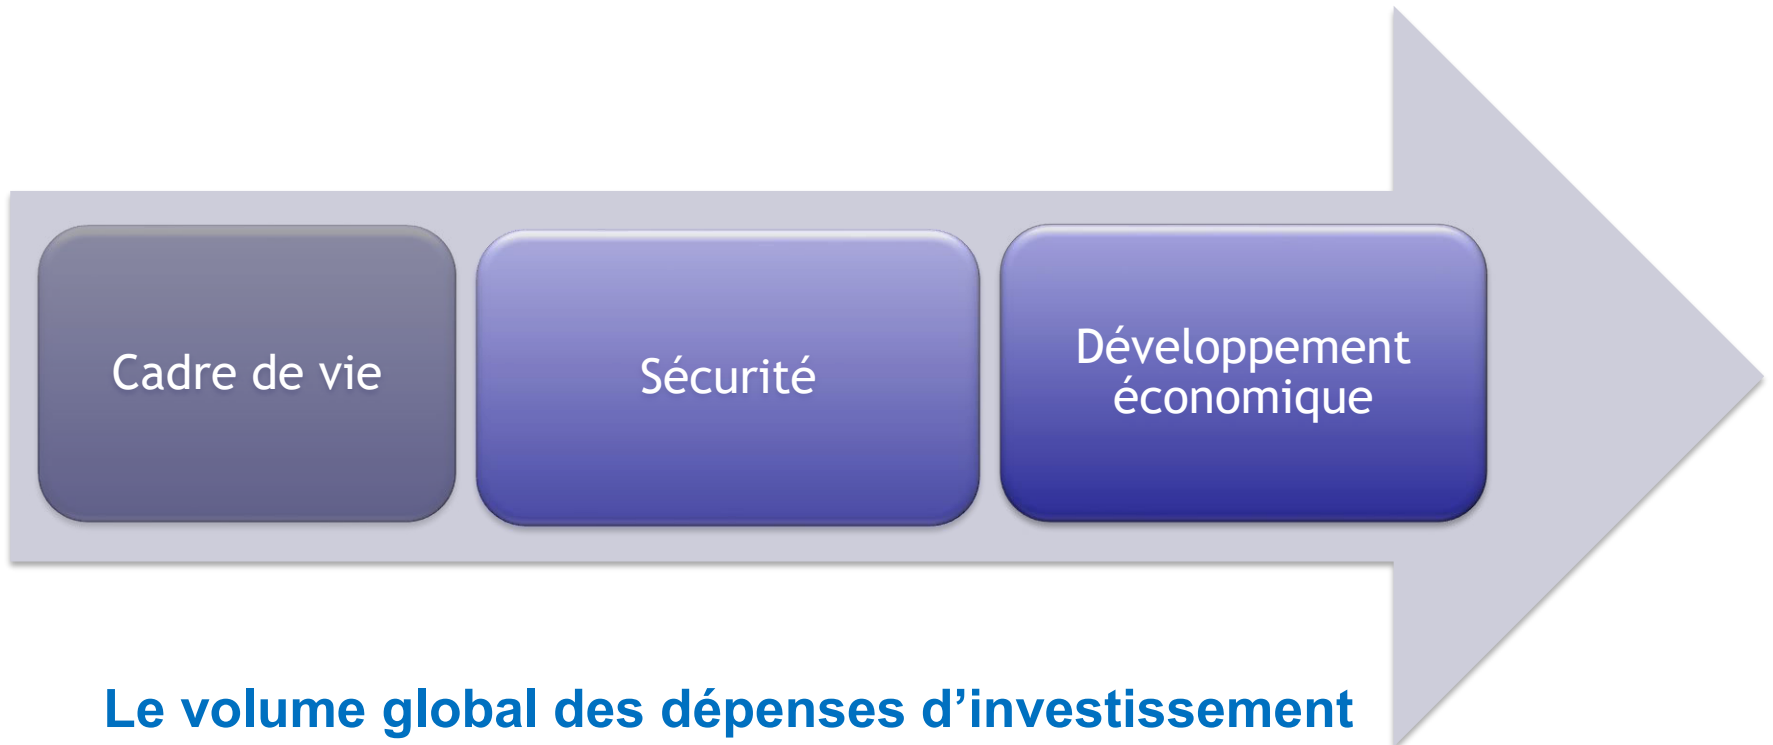 Cadre de vie
Sécurité
Développement
économique
Le volume global des dépenses d’investissement